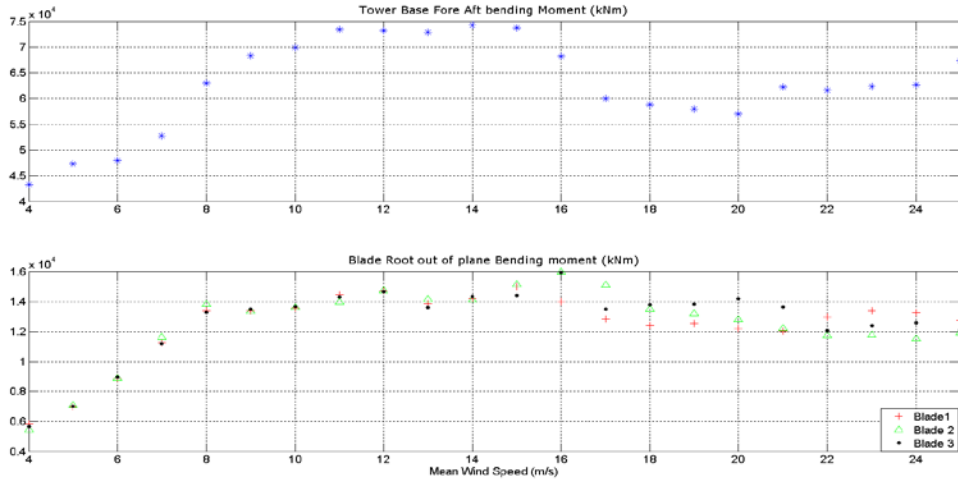 Tower Base Fore Aft bending Moment (kNm)
x 10^4
7.5
7
6.5
6
5.5
5
4.5
4
4 6 8 10 12 14 16 18 20 22 24
Blade Root out of plane Bending moment (kNm)
x 10^4
1.6
1.4
1.2
1
0.8
0.6
0.4
4 6 8 10 12 14 16 18 20 22 24
Mean Wind Speed (m/s)
Blade1
Blade 2
Blade 3